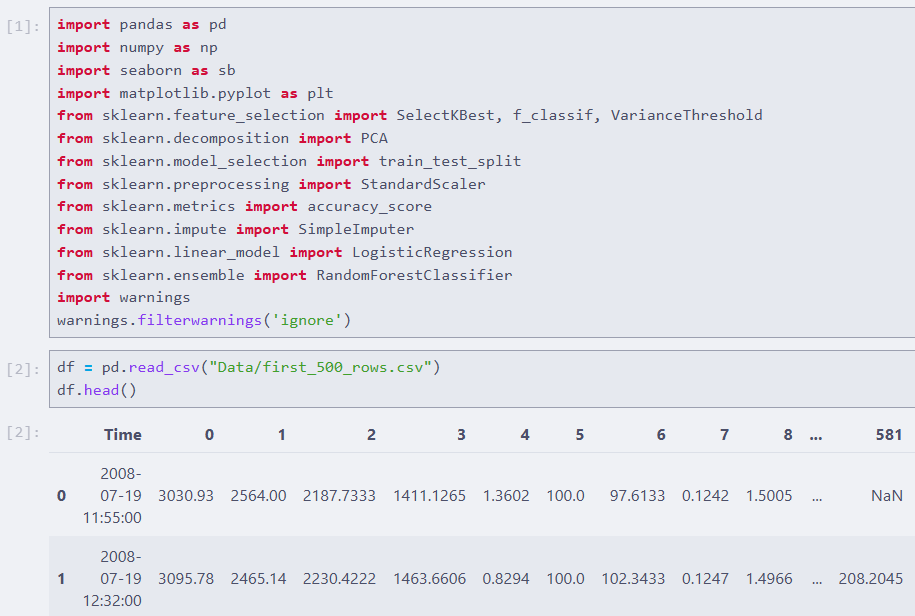 [1]:
import pandas as pd
import numpy as np
import seaborn as sb
import matplotlib.pyplot as plt
from sklearn.feature_selection import SelectKBest, f_classif, VarianceThreshold
from sklearn.decomposition import PCA
from sklearn.model_selection import train_test_split
from sklearn.preprocessing import StandardScaler
from sklearn.metrics import accuracy_score
from sklearn.impute import SimpleImputer
from sklearn.linear_model import LogisticRegression
from sklearn.ensemble import RandomForestClassifier
import warnings
warnings.filterwarnings('ignore')
[2]:
df = pd.read_csv("Data/first_500_rows.csv")
df.head()
[2]:
Time 0 1 2 3 4 5 6 7 8 ... 581
2008-
0 07-19 3030.93 2564.00 2187.7333 1411.1265 1.3602 100.0 97.6133 0.1242 1.5005 ... NaN
11:55:00
2008-
1 07-19 3095.78 2465.14 2230.4222 1463.6606 0.8294 100.0 102.3433 0.1247 1.4966 ... 208.2045
12:32:00